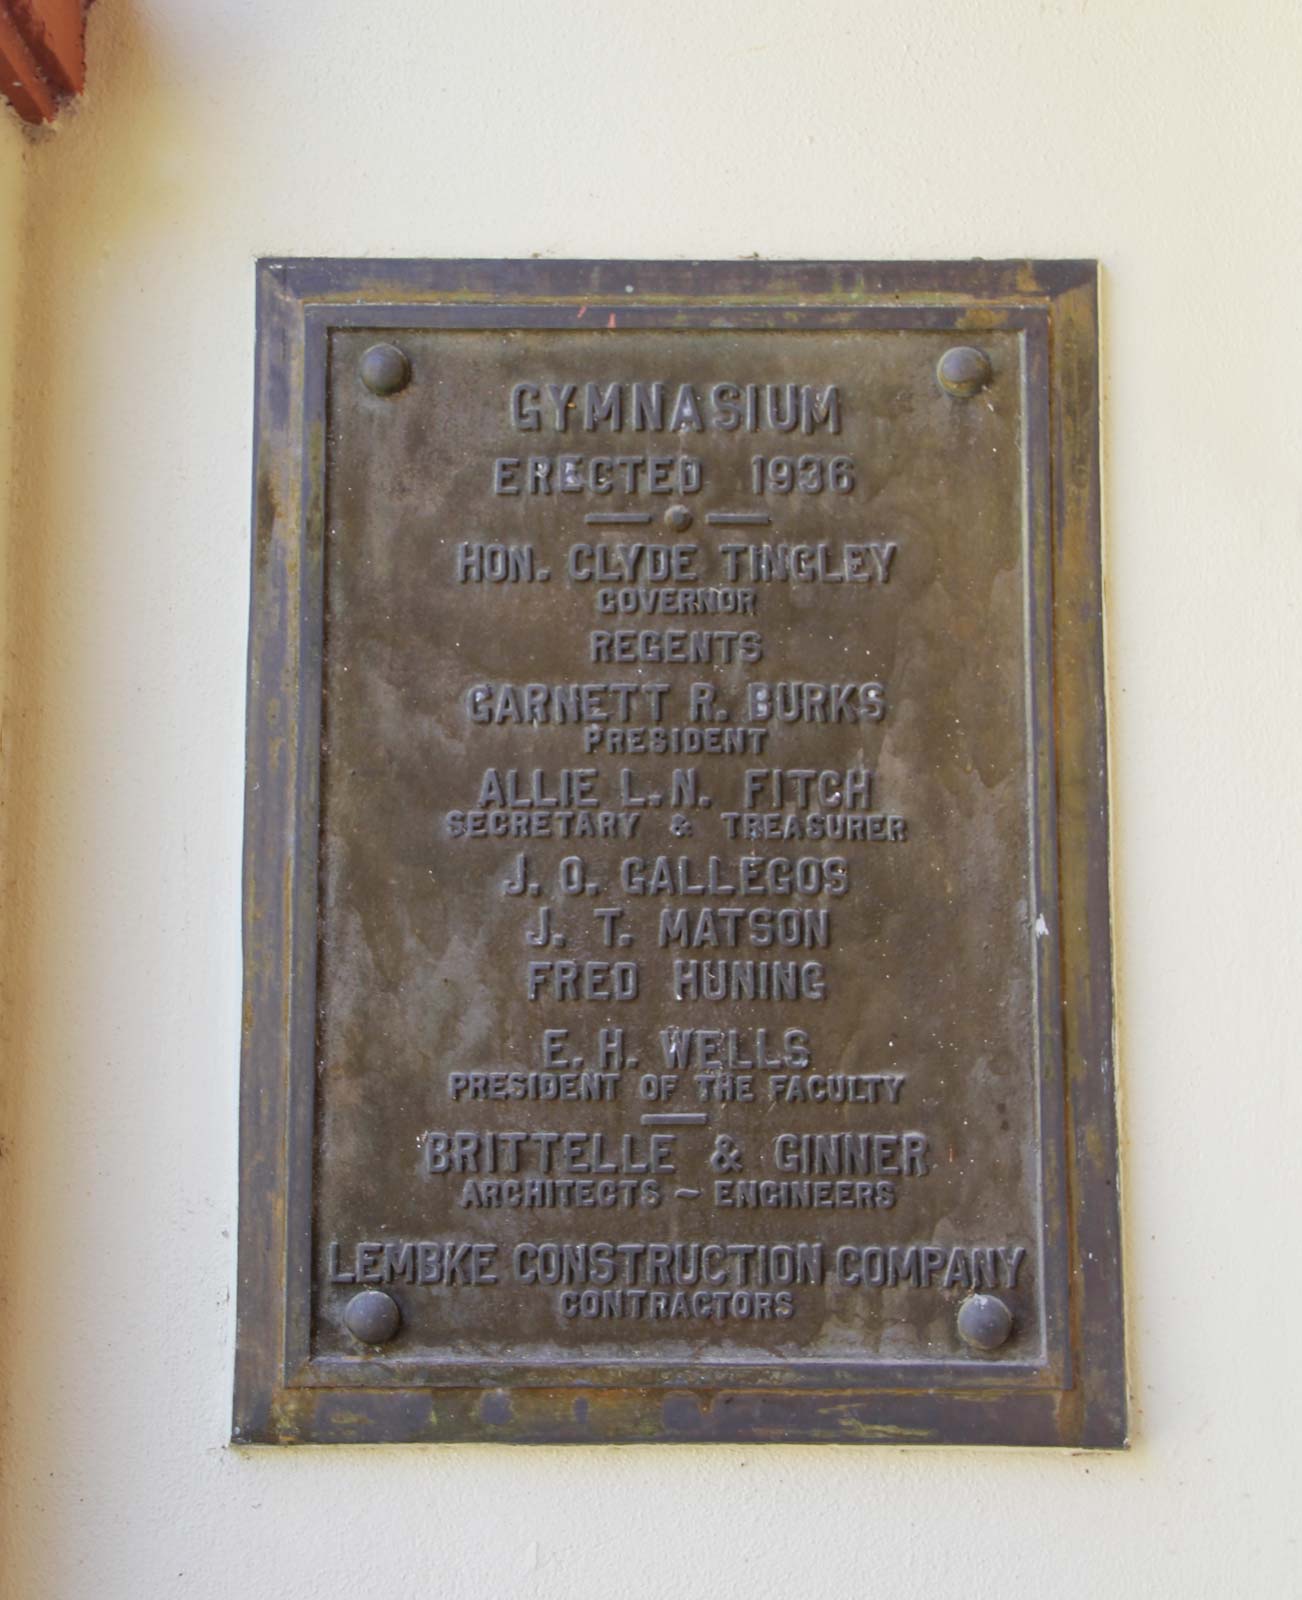 GYMNASIUM
ERECTED 1936
HON. CLYDE TINGLEY
GOVERNOR
REGENTS
GARNETT R. BURKS
PRESIDENT
ALLIE L. N. FITCH
SECRETARY & TREASURER
J. O. GALLEGOS
J. T. MATSON
FRED HUNING
E. H. WELLS
PRESIDENT OF THE FACULTY
BRITTELLE & GINNER
ARCHITECTS ~ ENGINEERS
LEMBKE CONSTRUCTION COMPANY
CONTRACTORS